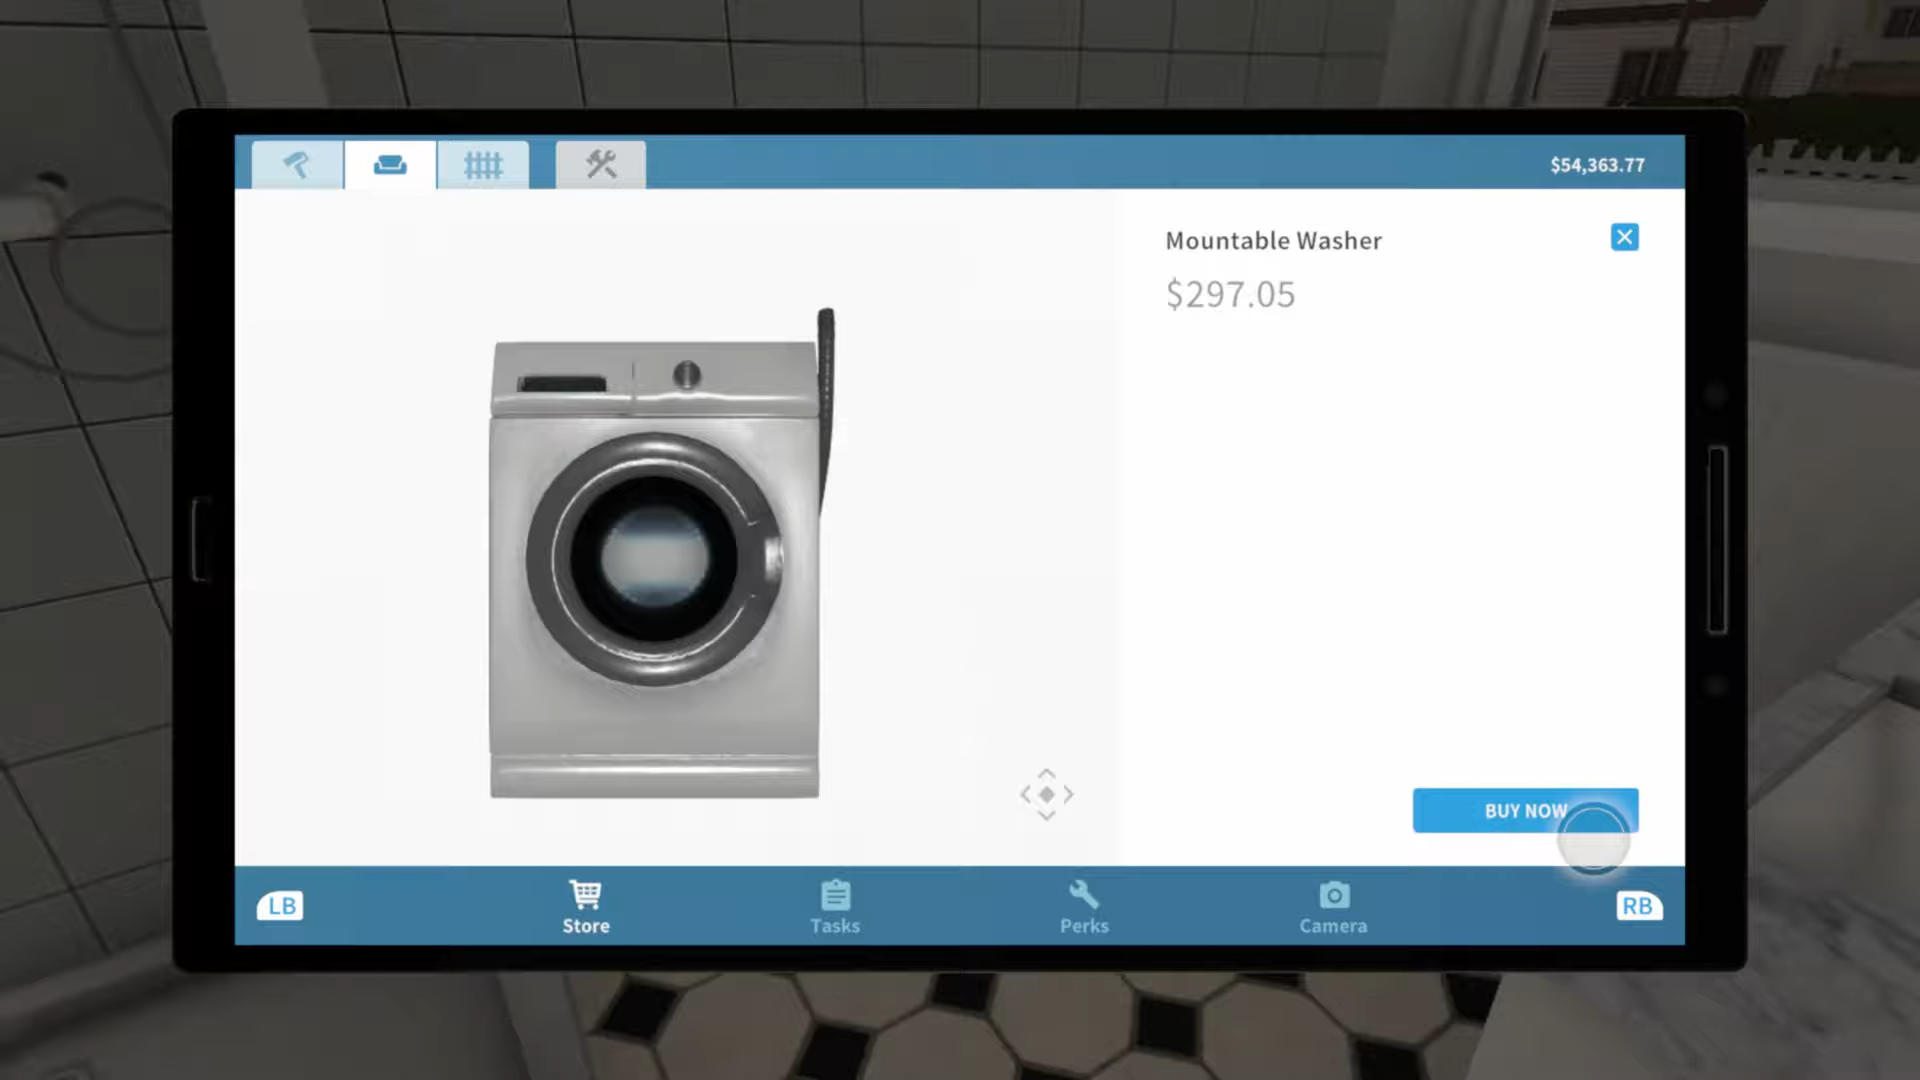 $54,363.77
Mountable Washer
$297.05
BUY NOW
LB
Store
Tasks
Perks
Camera
RB